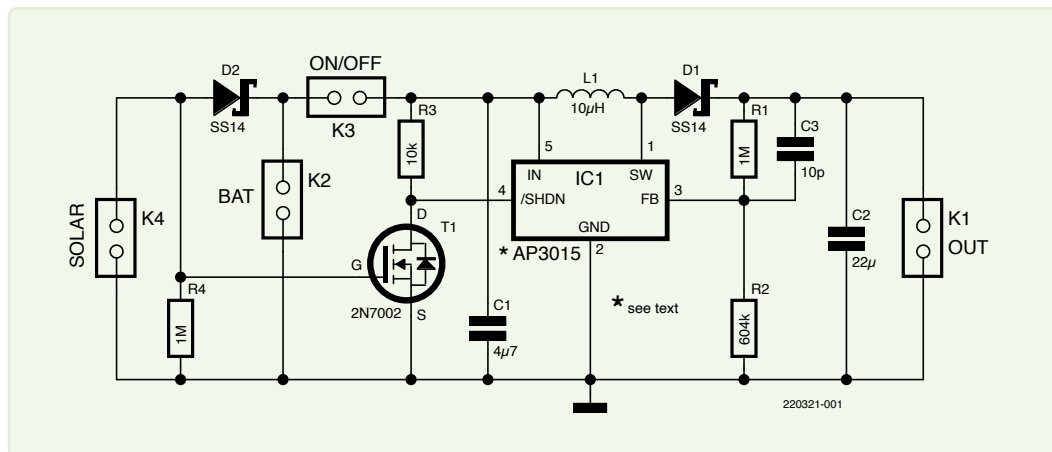 ON/OFF
K3
D2
SS14
R3
10k
L1
10µH
D1
SS14
R1
1M
C3
10p
K2
BAT
5
1
IN
SW
IC1
4
/SHDN
FB
3
GND
2
* AP3015
SOLAR
K4
D
T1
G
S
2N7002
R4
1M
C1
4µ7
* see text
R2
604k
C2
22µ
K1
OUT
220321-001